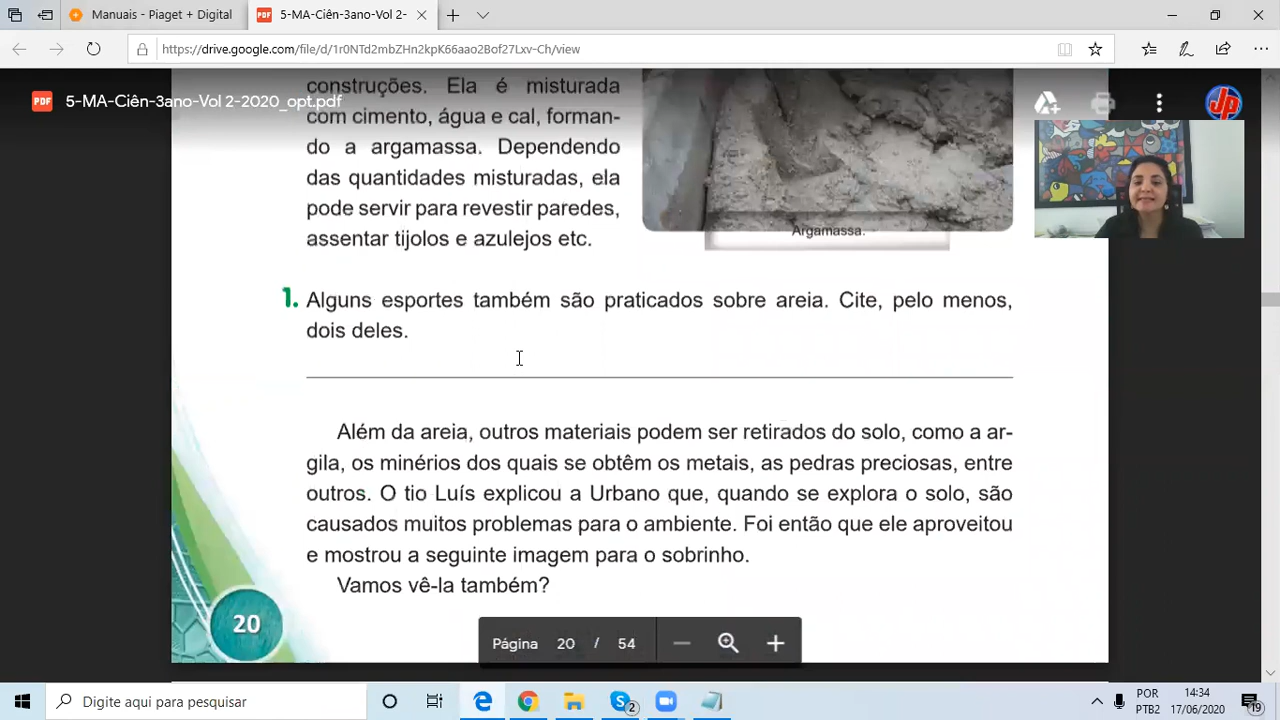 Manuais - Piaget + Digital
5-MA-Ciên-3ano-Vol 2-
https://drive.google.com/file/d/1r0NTd2mbZHn2kpK66aao2Bof27Lxv-Ch/view
PDF
5-MA-Ciên-3ano-Vol 2-2020_opt.pdf
construções. Ela é misturada
com cimento, água e cal, forman-
do a argamassa. Dependendo
das quantidades misturadas, ela
pode servir para revestir paredes,
assentar tijolos e azulejos etc.
Argamassa.
1. Alguns esportes também são praticados sobre areia. Cite, pelo menos,
dois deles.
Além da areia, outros materiais podem ser retirados do solo, como a ar-
gila, os minérios dos quais se obtêm os metais, as pedras preciosas, entre
outros. O tio Luís explicou a Urbano que, quando se explora o solo, são
causados muitos problemas para o ambiente. Foi então que ele aproveitou
e mostrou a seguinte imagem para o sobrinho.
Vamos vê-la também?
20
Página 20 / 54
Digite aqui para pesquisar
2
POR
PTB2
14:34
17/06/2020
19